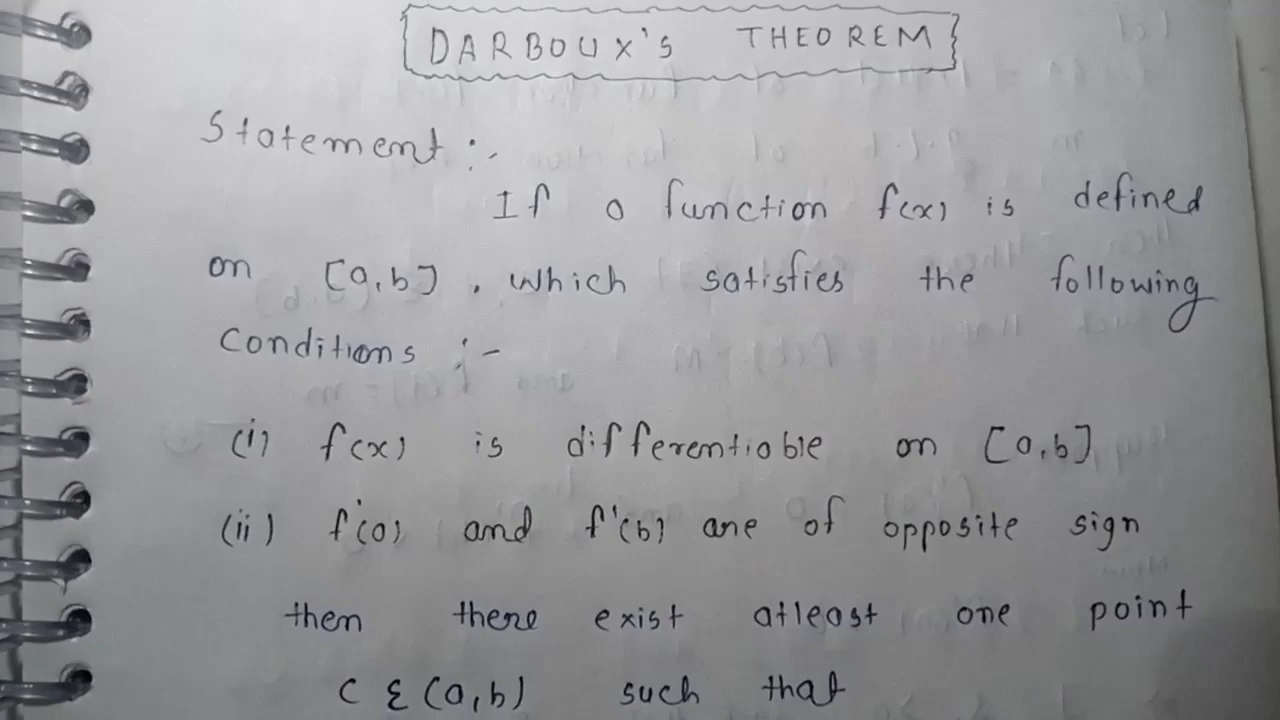 DARBOUX'S THEOREM
Statement :-
If a function f(x) is defined
on [a,b], which satisfies the following
conditions :-
(i) f(x) is differentiable on [a,b]
(ii) f'(a) and f'(b) are of opposite sign
then there exist atleast one point
C ε (a,b) such that